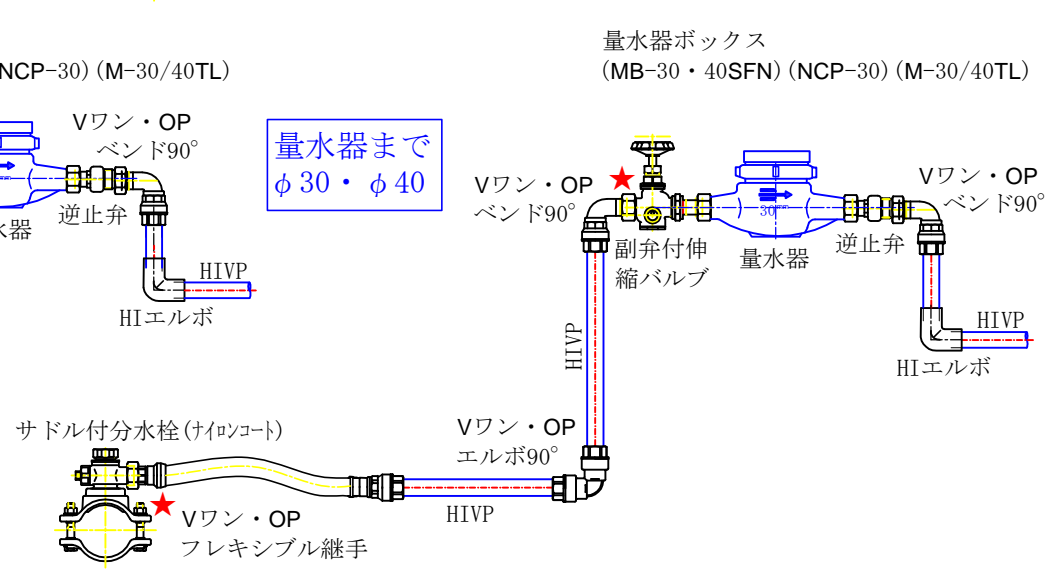 量水器ボックス
(MB-30・40SFN)(NCP-30)(M-30/40TL)
NCP-30)(M-30/40TL)
Vワン・OP
ベンド90°
量水器まで
φ30・φ40
水器
逆止弁
HIVP
HIエルボ
Vワン・OP
ベンド90°
副弁付伸
縮バルブ
30mm
量水器
逆止弁
Vワン・OP
ベンド90°
HIVP
HIエルボ
HIVP
サドル付分水栓(ナイロンコート)
Vワン・OP
エルボ90°
HIVP
Vワン・OP
フレキシブル継手